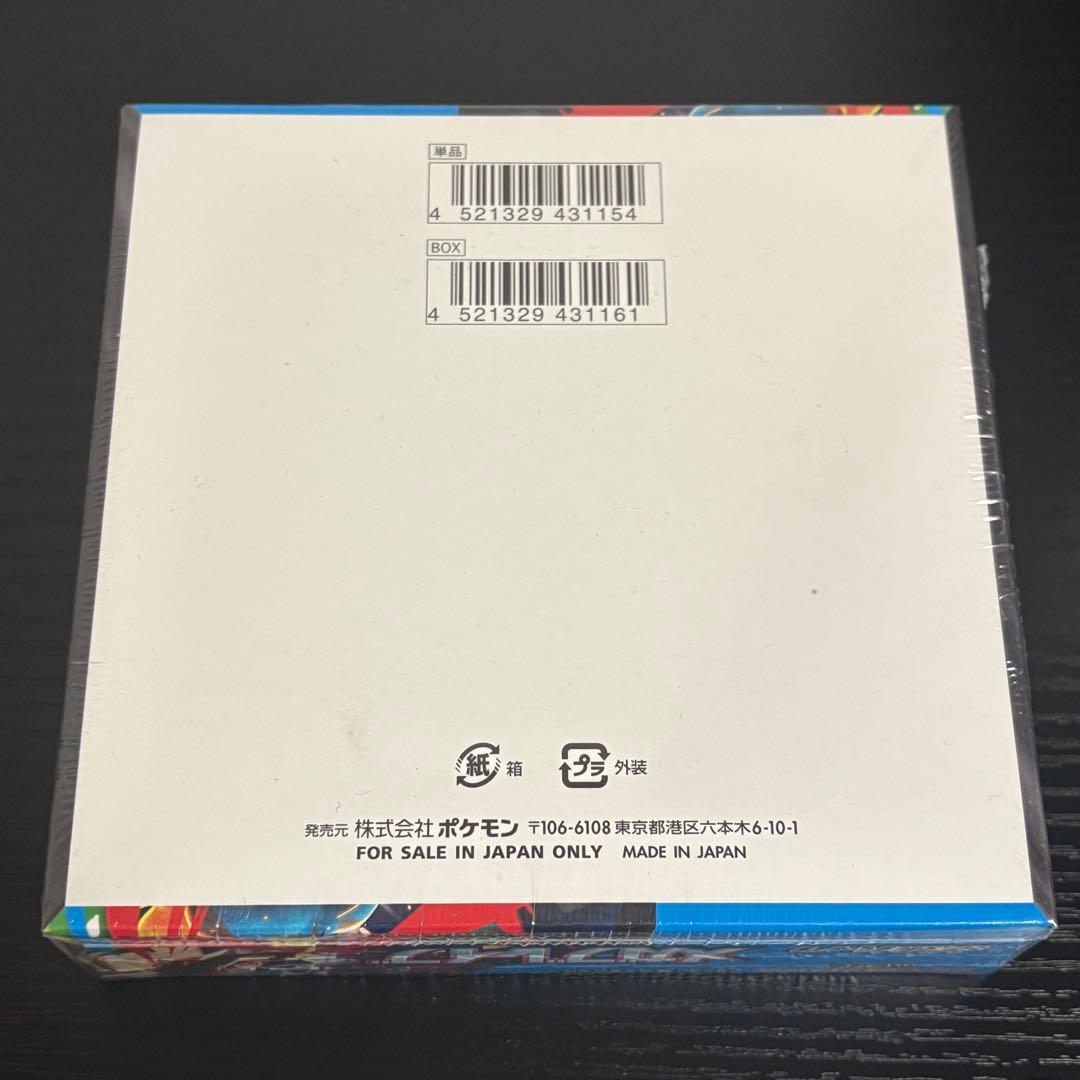 単品
4 521329 431154
BOX
4 521329 431161
紙 箱 プラ 外装
発売元 株式会社 ポケモン 〒106-6108 東京都港区六本木6-10-1
FOR SALE IN JAPAN ONLY MADE IN JAPAN